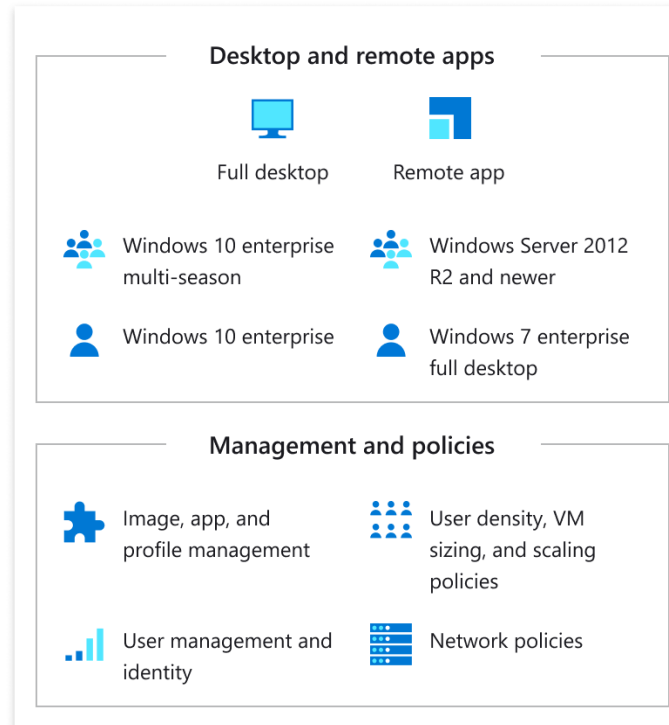 Desktop and remote apps
Full desktop
Remote app
Windows 10 enterprise
multi-season
Windows Server 2012
R2 and newer
Windows 10 enterprise
Windows 7 enterprise
full desktop
Management and policies
Image, app, and
profile management
User density, VM
sizing, and scaling
policies
User management and
identity
Network policies